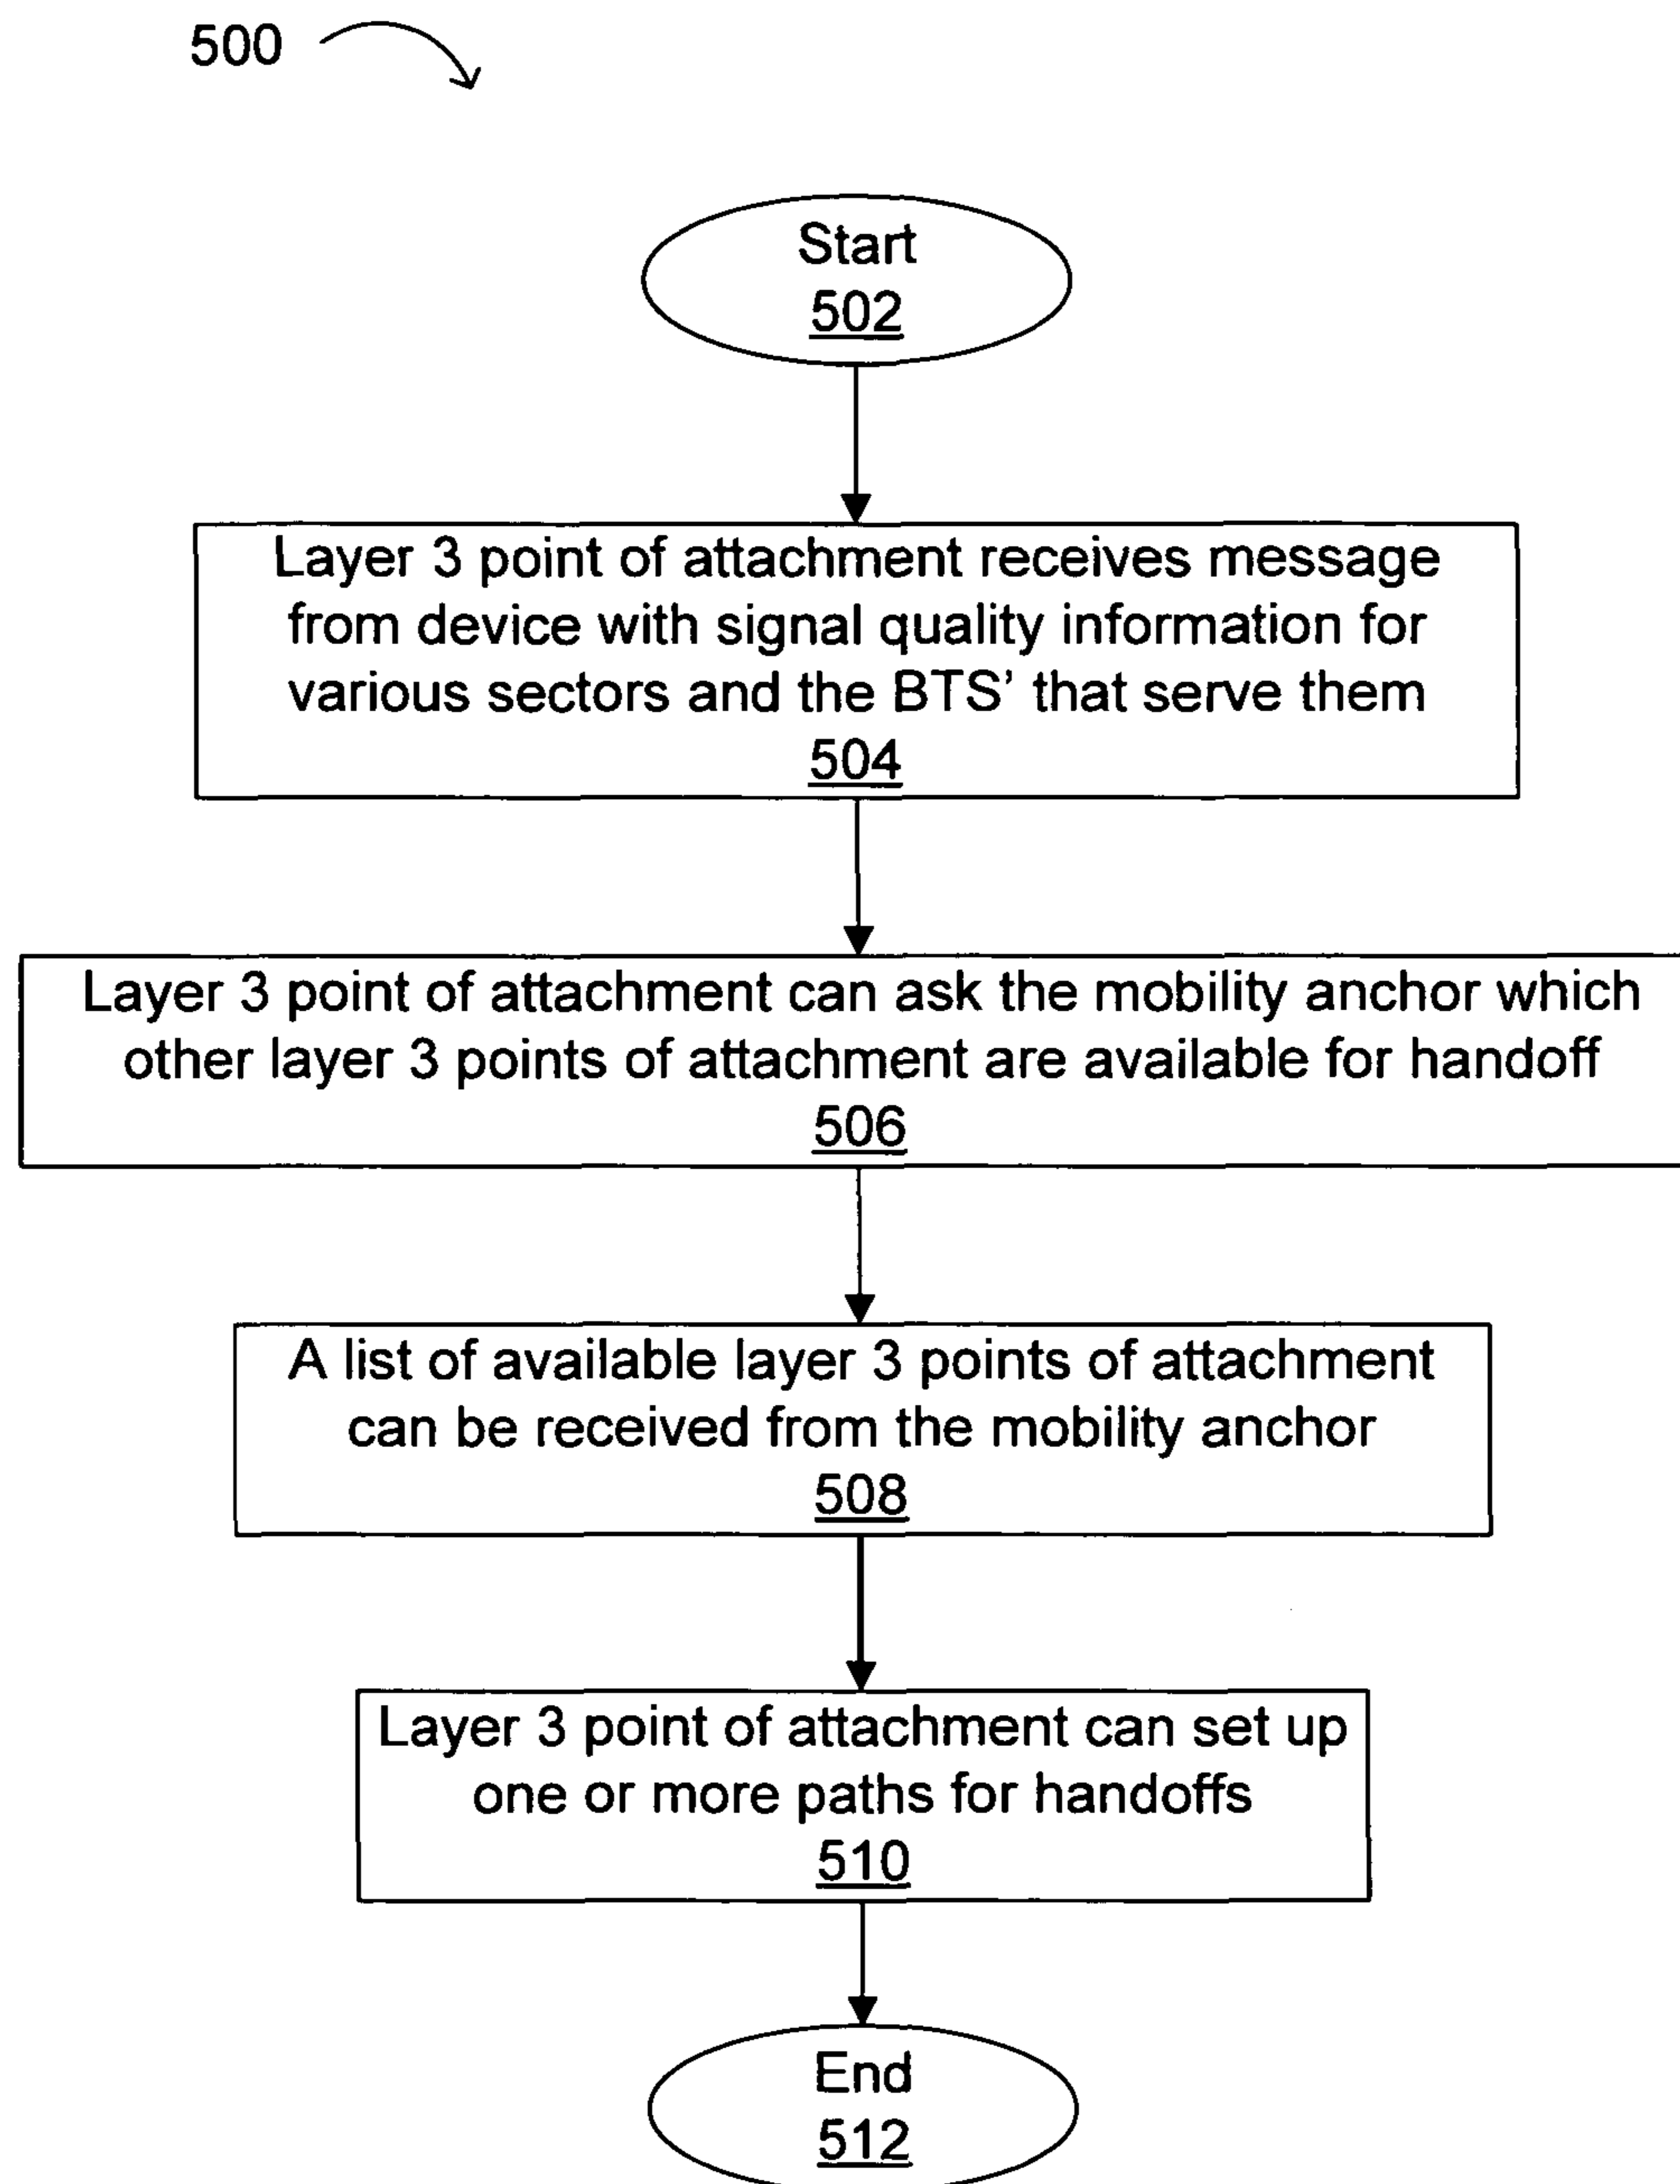 500
Start
502
Layer 3 point of attachment receives message
from device with signal quality information for
various sectors and the BTS' that serve them
504
Layer 3 point of attachment can ask the mobility anchor which
other layer 3 points of attachment are available for handoff
506
A list of available layer 3 points of attachment
can be received from the mobility anchor
508
Layer 3 point of attachment can set up
one or more paths for handoffs
510
End
512